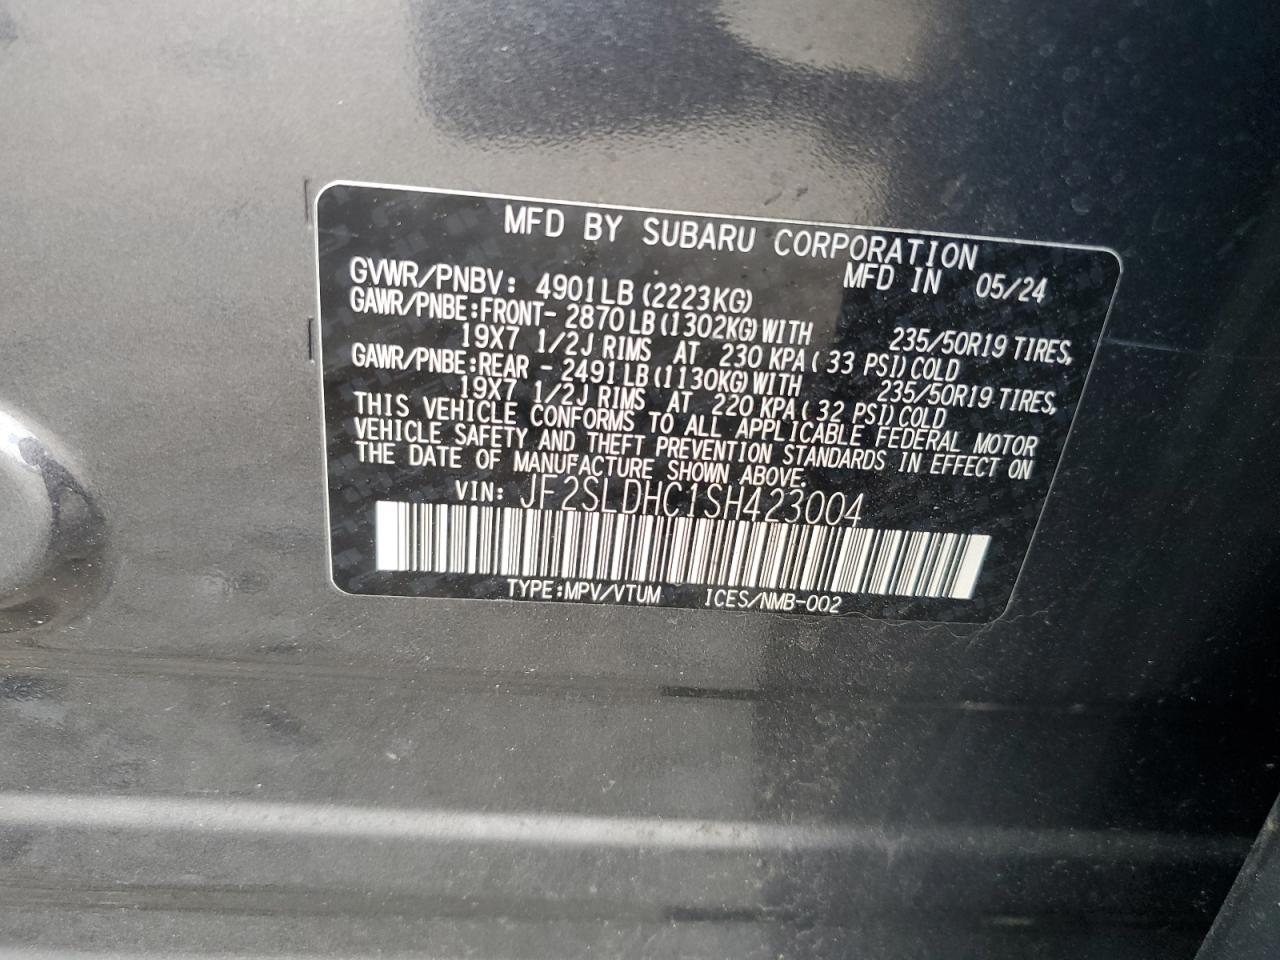 MFD BY SUBARU CORPORATION
GVWR/PNBV: 4901LB (2223KG) MFD IN 05/24
GAWR/PNBE:FRONT- 2870LB (1302KG) WITH 235/50R19 TIRES,
19X7 1/2J RIMS AT 230 KPA( 33 PSI) COLD
GAWR/PNBE:REAR - 2491LB (1130KG) WITH 235/50R19 TIRES,
19X7 1/2J RIMS AT 220 KPA( 32 PSI) COLD
THIS VEHICLE CONFORMS TO ALL APPLICABLE FEDERAL MOTOR
VEHICLE SAFETY AND THEFT PREVENTION STANDARDS IN EFFECT ON
THE DATE OF MANUFACTURE SHOWN ABOVE.
VIN: JF2SLDHC1SH423004
TYPE:MPV/VTUM ICES/NMB-002